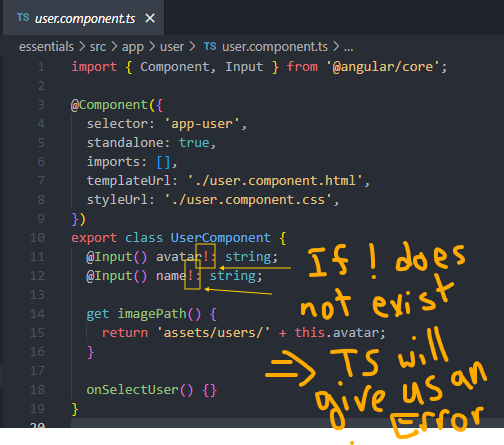 TS user.component.ts ×
essentials > src > app > user > TS user.component.ts > ...
1 import { Component, Input } from '@angular/core';
2
3 @Component({
4 selector: 'app-user',
5 standalone: true,
6 imports: [],
7 templateUrl: './user.component.html',
8 styleUrl: './user.component.css',
9 })
10 export class UserComponent {
11 @Input() avatar!: string;
12 @Input() name!: string;
13
14 get imagePath() {
15 return 'assets/users/' + this.avatar;
16 }
17
18 onSelectUser() {}
19 }
20
If ! does
not exist
=> TS will
give us an
Error